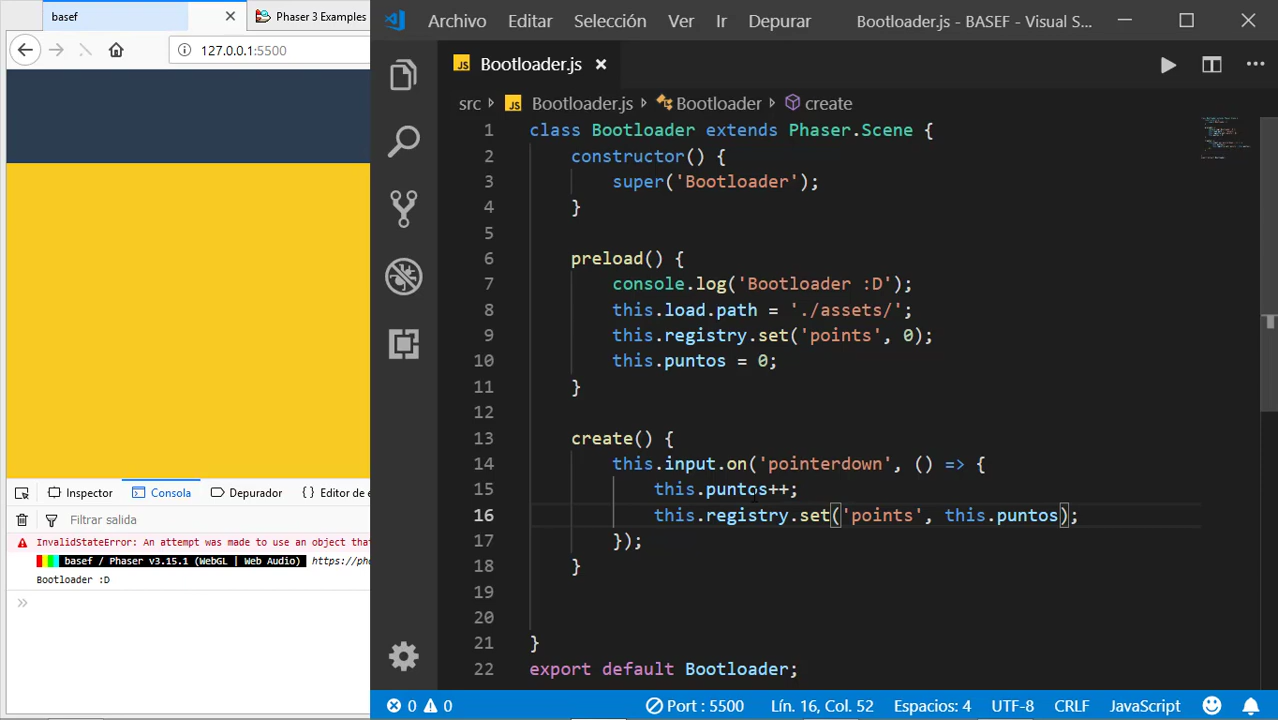 basef
Phaser 3 Examples
127.0.0.1:5500
Inspector
Consola
Depurador
Editor de e
Filtrar salida
InvalidStateError: An attempt was made to use an object tha
basef / Phaser v3.15.1 (WebGL | Web Audio) https://pha
Bootloader :D
Archivo Editar Selección Ver Ir Depurar Bootloader.js - BASEF - Visual S...
JS Bootloader.js
src JS Bootloader.js Bootloader create
1 class Bootloader extends Phaser.Scene {
2 constructor() {
3 super('Bootloader');
4 }
5
6 preload() {
7 console.log('Bootloader :D');
8 this.load.path = './assets/';
9 this.registry.set('points', 0);
10 this.puntos = 0;
11 }
12
13 create() {
14 this.input.on('pointerdown', () => {
15 this.puntos++;
16 this.registry.set('points', this.puntos);
17 });
18 }
19
20
21 }
22 export default Bootloader;
0 0 Port : 5500 Lín. 16, Col. 52 Espacios: 4 UTF-8 CRLF JavaScript